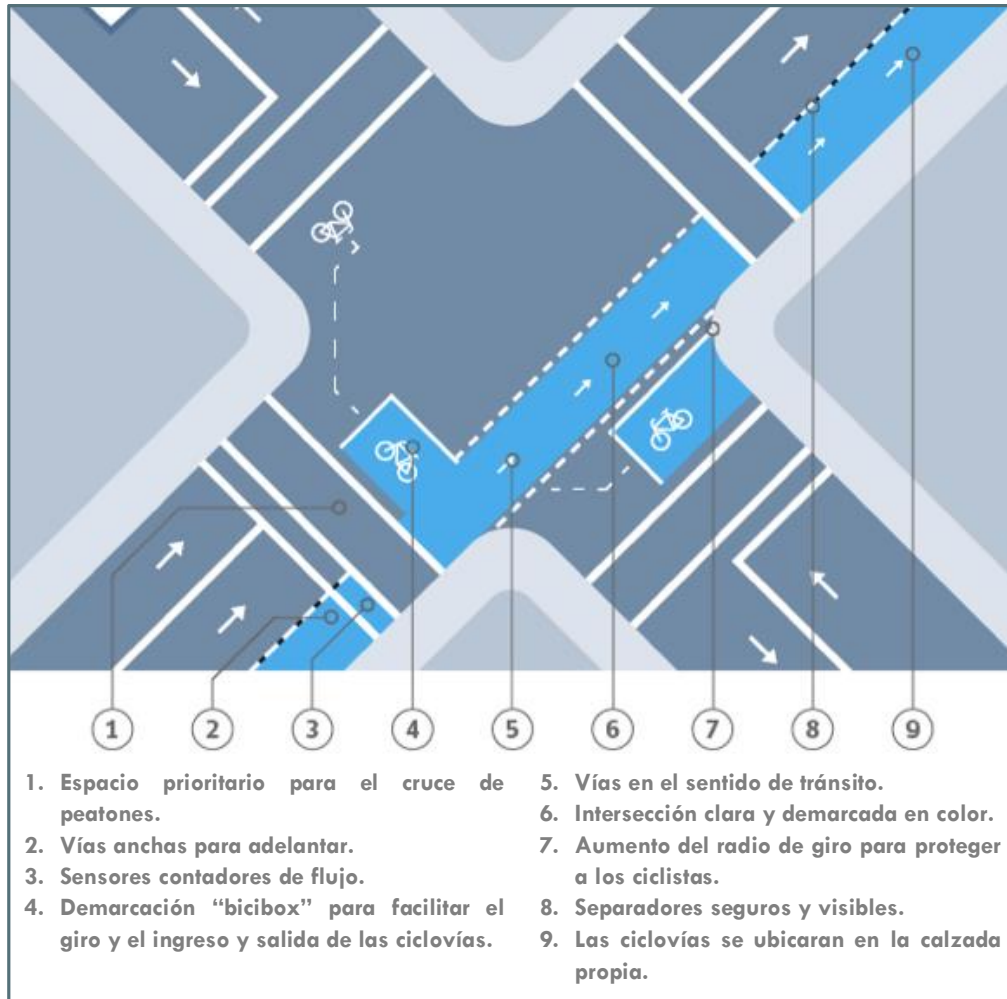 1 2 3 4 5 6 7 8 9
1. Espacio prioritario para el cruce de
peatones.
2. Vías anchas para adelantar.
3. Sensores contadores de flujo.
4. Demarcación “bicibox” para facilitar el
giro y el ingreso y salida de las ciclovías.
5. Vías en el sentido de tránsito.
6. Intersección clara y demarcada en color.
7. Aumento del radio de giro para proteger
a los ciclistas.
8. Separadores seguros y visibles.
9. Las ciclovías se ubicaran en la calzada
propia.